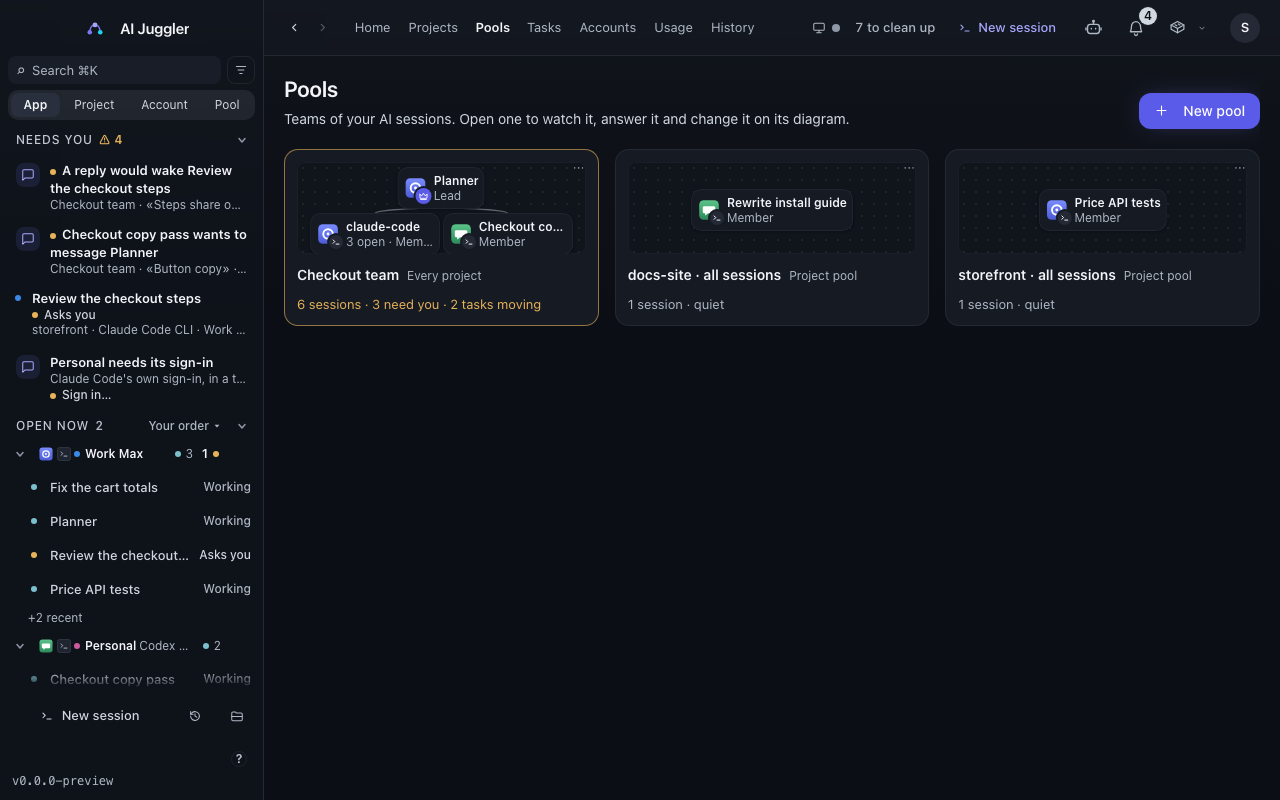 AI Juggler
Search ⌘K
App Project Account Pool
NEEDS YOU 4
A reply would wake Review
the checkout steps
Checkout team · «Steps share o…
Checkout copy pass wants to
message Planner
Checkout team · «Button copy» ·…
Review the checkout steps
Asks you
storefront · Claude Code CLI · Work …
Personal needs its sign-in
Claude Code's own sign-in, in a t…
Sign in…
OPEN NOW 2 Your order
Work Max 3 1
Fix the cart totals Working
Planner Working
Review the checkout… Asks you
Price API tests Working
+2 recent
Personal Codex … 2
Checkout copy pass Working
New session
?
v0.0.0-preview
Home Projects Pools Tasks Accounts Usage History
7 to clean up
New session
4
S
Pools
Teams of your AI sessions. Open one to watch it, answer it and change it on its diagram.
+ New pool
Planner
Lead
claude-code
3 open · Mem…
Checkout co…
Member
Checkout team Every project
6 sessions · 3 need you · 2 tasks moving
Rewrite install guide
Member
docs-site · all sessions Project pool
1 session · quiet
Price API tests
Member
storefront · all sessions Project pool
1 session · quiet